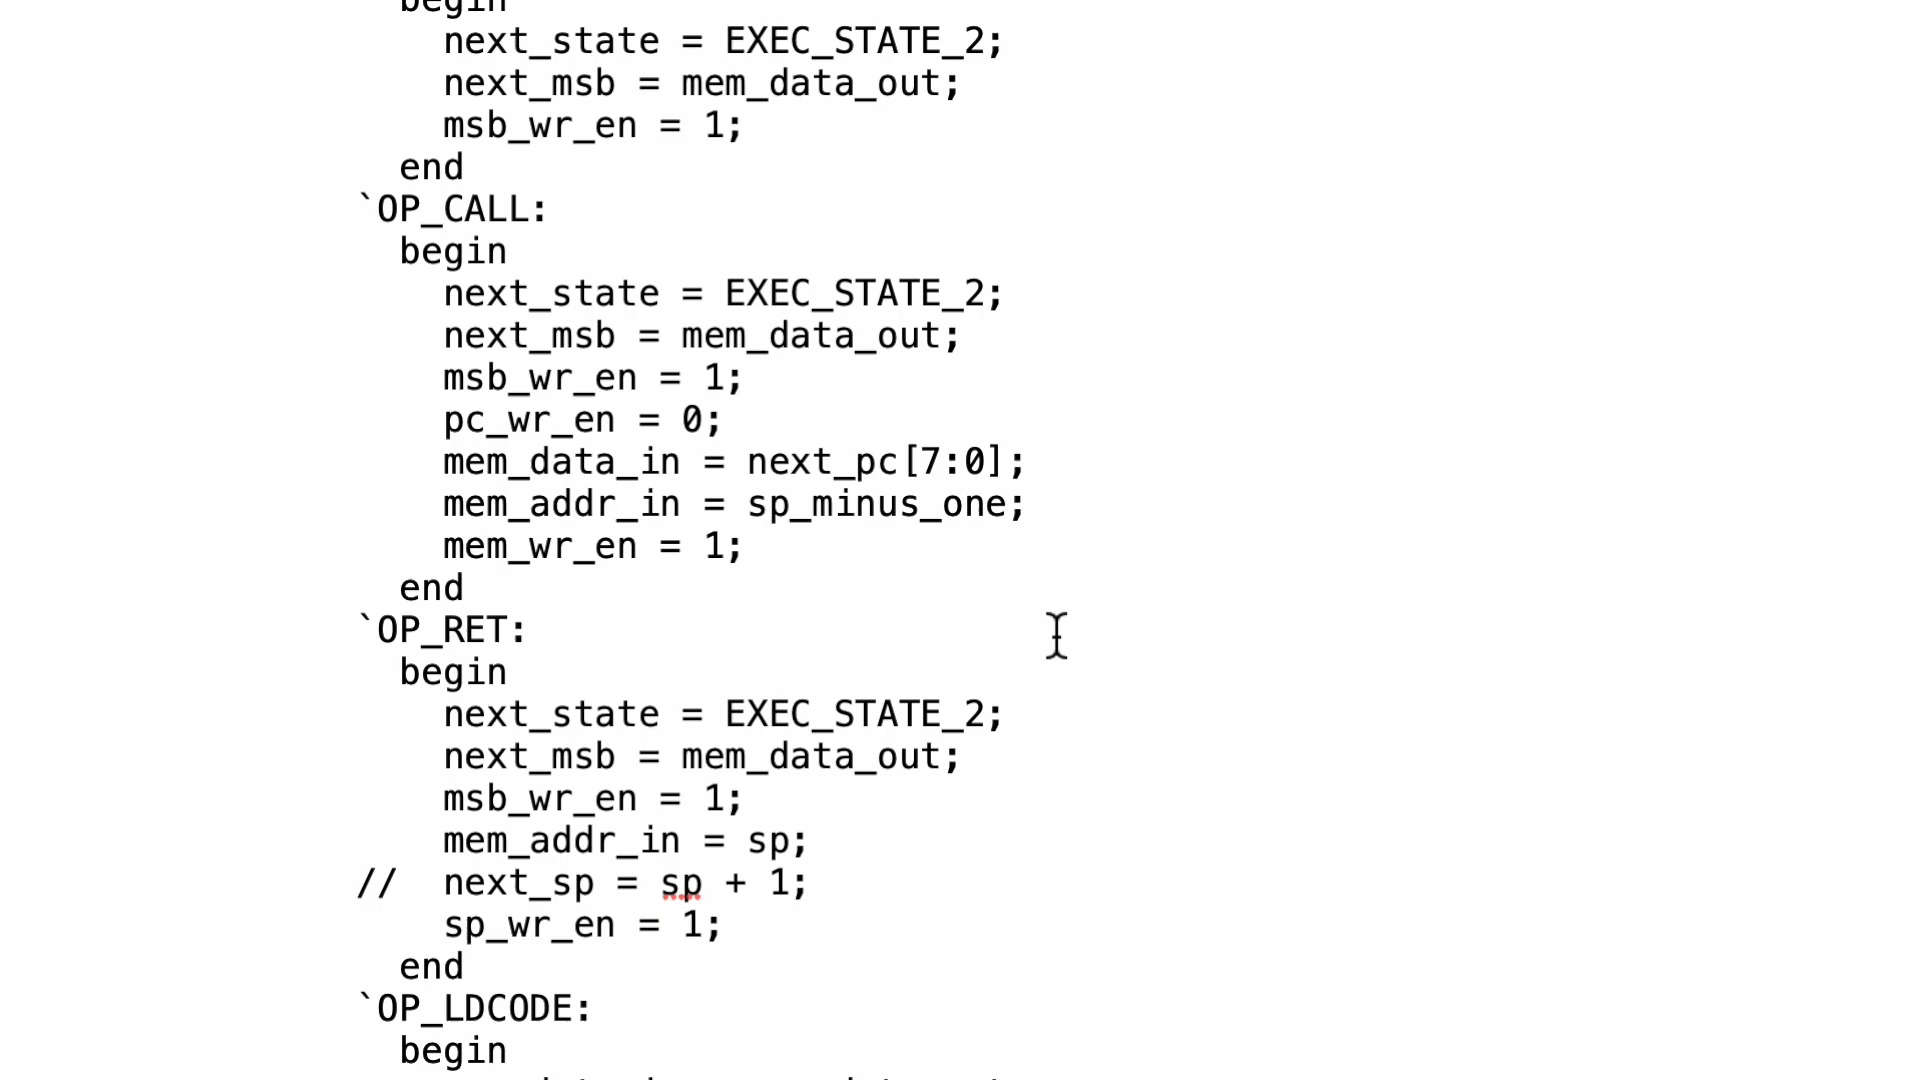 begin
next_state = EXEC_STATE_2;
next_msb = mem_data_out;
msb_wr_en = 1;
end
`OP_CALL:
begin
next_state = EXEC_STATE_2;
next_msb = mem_data_out;
msb_wr_en = 1;
pc_wr_en = 0;
mem_data_in = next_pc[7:0];
mem_addr_in = sp_minus_one;
mem_wr_en = 1;
end
`OP_RET:
begin
next_state = EXEC_STATE_2;
next_msb = mem_data_out;
msb_wr_en = 1;
mem_addr_in = sp;
// next_sp = sp + 1;
sp_wr_en = 1;
end
`OP_LDCODE:
begin